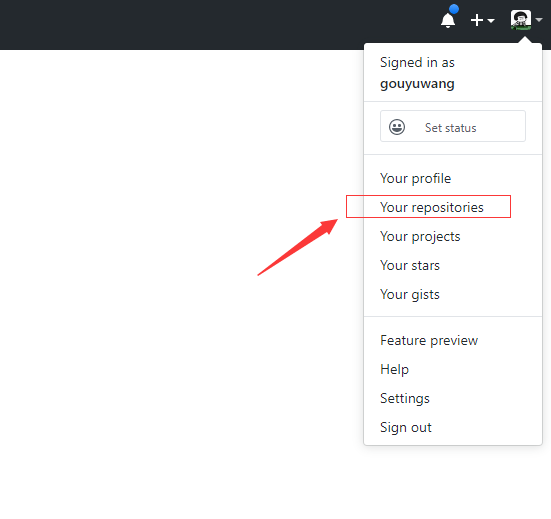 Signed in as
gouyuwang
Set status
Your profile
Your repositories
Your projects
Your stars
Your gists
Feature preview
Help
Settings
Sign out